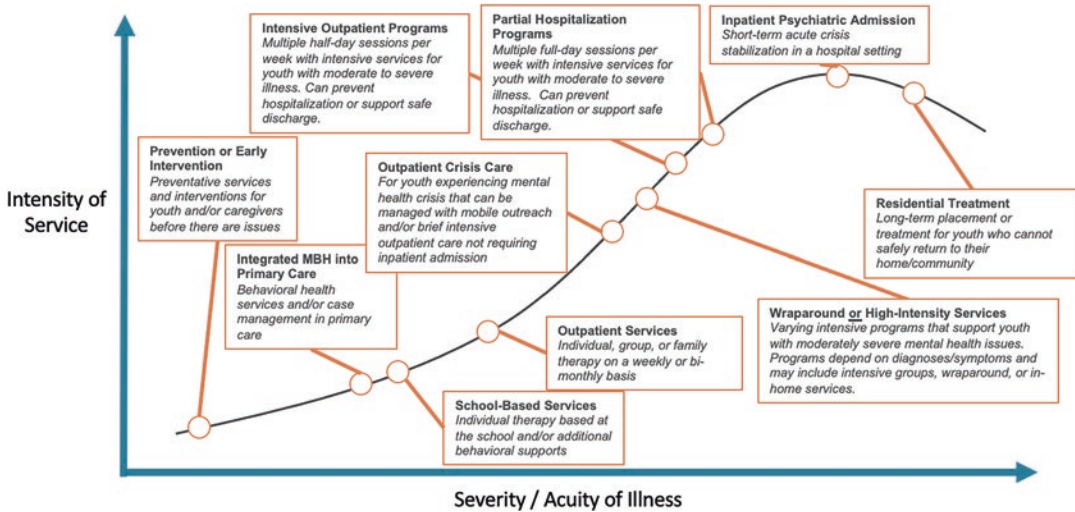 Intensive Outpatient Programs
Multiple half-day sessions per
week with intensive services for
youth with moderate to severe
illness. Can prevent
hospitalization or support safe
discharge.
Partial Hospitalization
Programs
Multiple full-day sessions per
week with intensive services for
youth with moderate to severe
illness.  Can prevent
hospitalization or support safe
discharge.
Inpatient Psychiatric Admission
Short-term acute crisis
stabilization in a hospital setting
Prevention or Early
Intervention
Preventative services
and interventions for
youth and/or caregivers
before there are issues
Outpatient Crisis Care
For youth experiencing mental
health crisis that can be
managed with mobile outreach
and/or brief intensive
outpatient care not requiring
inpatient admission
Residential Treatment
Long-term placement or
treatment for youth who cannot
safely return to their
home/community
Intensity of
Service
Integrated MBH into
Primary Care
Behavioral health
services and/or case
management in primary
care
Outpatient Services
Individual, group, or family
therapy on a weekly or bi-
monthly basis
Wraparound or High-Intensity Services
Varying intensive programs that support youth
with moderately severe mental health issues.
Programs depend on diagnoses/symptoms and
may include intensive groups, wraparound, or in-
home services.
School-Based Services
Individual therapy based at
the school and/or additional
behavioral supports
Severity / Acuity of Illness